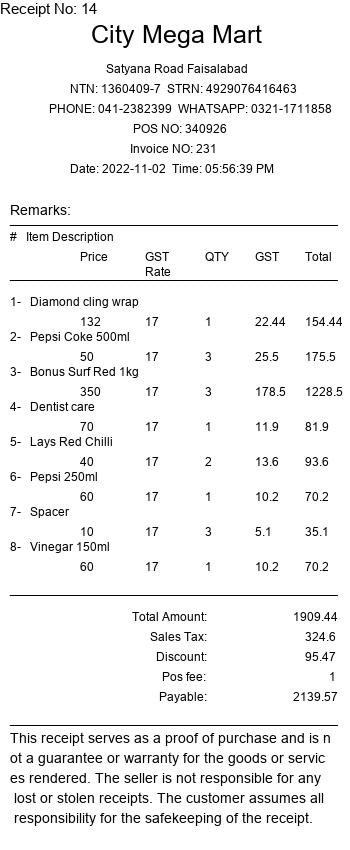 Receipt No: 14
City Mega Mart
Satyana Road Faisalabad
NTN: 1360409-7 STRN: 4929076416463
PHONE: 041-2382399 WHATSAPP: 0321-1711858
POS NO: 340926
Invoice NO: 231
Date: 2022-11-02 Time: 05:56:39 PM
Remarks:
# Item Description
Price GST Rate QTY GST Total
1- Diamond cling wrap
132 17 1 22.44 154.44
2- Pepsi Coke 500ml
50 17 3 25.5 175.5
3- Bonus Surf Red 1kg
350 17 3 178.5 1228.5
4- Dentist care
70 17 1 11.9 81.9
5- Lays Red Chilli
40 17 2 13.6 93.6
6- Pepsi 250ml
60 17 1 10.2 70.2
7- Spacer
10 17 3 5.1 35.1
8- Vinegar 150ml
60 17 1 10.2 70.2
Total Amount: 1909.44
Sales Tax: 324.6
Discount: 95.47
Pos fee: 1
Payable: 2139.57
This receipt serves as a proof of purchase and is n
ot a guarantee or warranty for the goods or servic
es rendered. The seller is not responsible for any
lost or stolen receipts. The customer assumes all
responsibility for the safekeeping of the receipt.